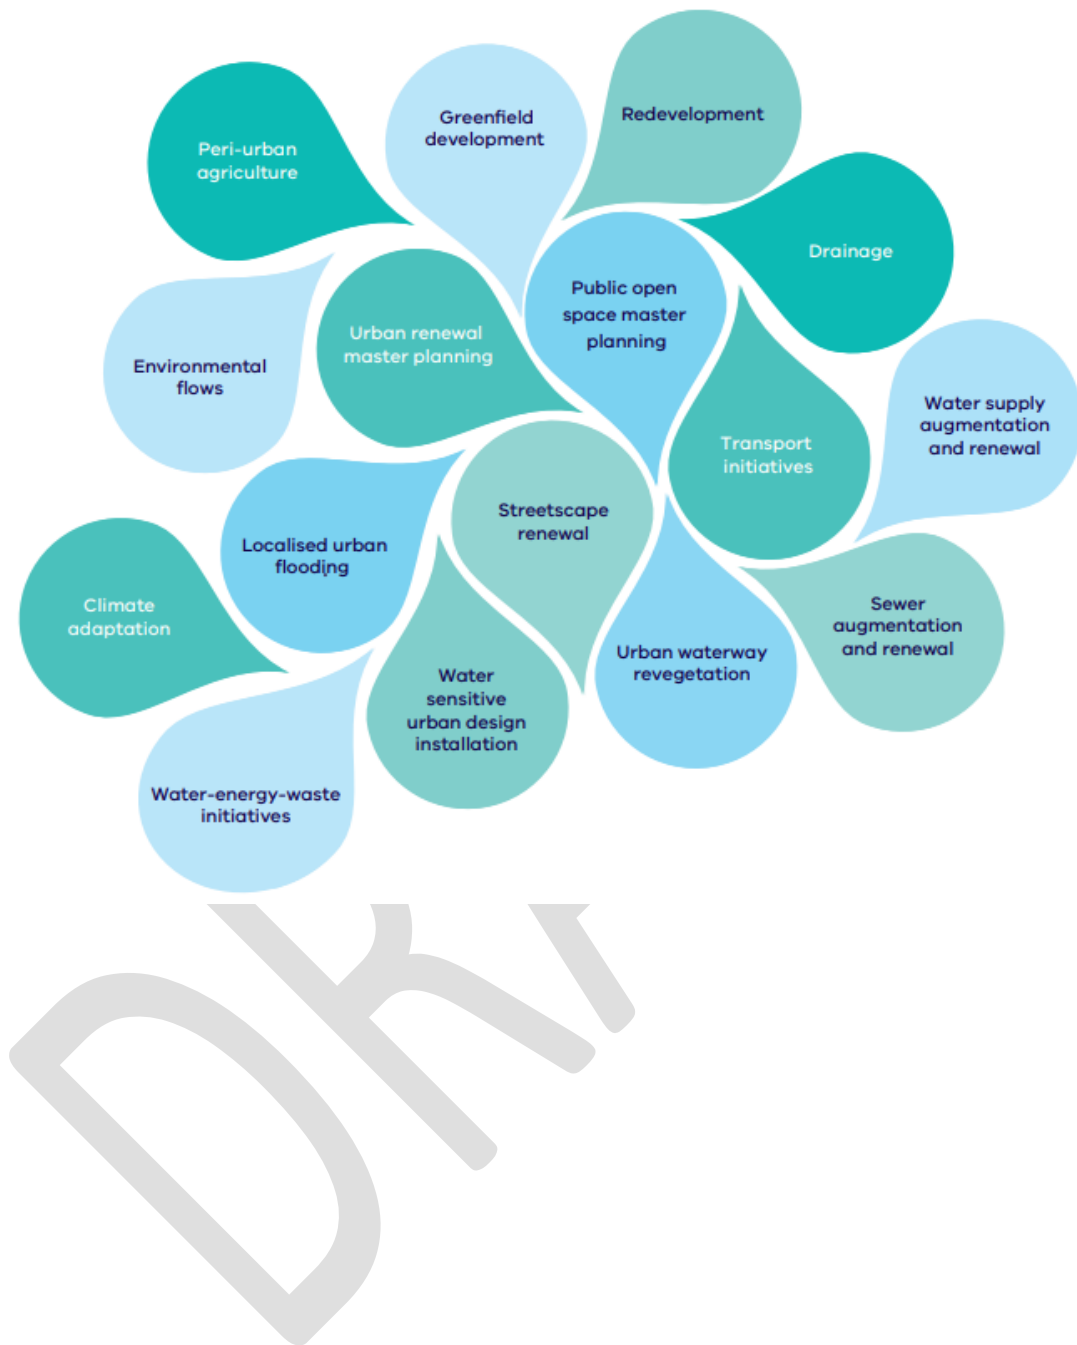 Greenfield
development
Redevelopment
Peri-urban
agriculture
Drainage
Public open
space master
planning
Urban renewal
master planning
Environmental
flows
Water supply
augmentation
and renewal
Transport
initiatives
Streetscape
renewal
Localised urban
flooding
Climate
adaptation
Sewer
augmentation
and renewal
Urban waterway
revegetation
Water
sensitive
urban design
installation
Water-energy-waste
initiatives